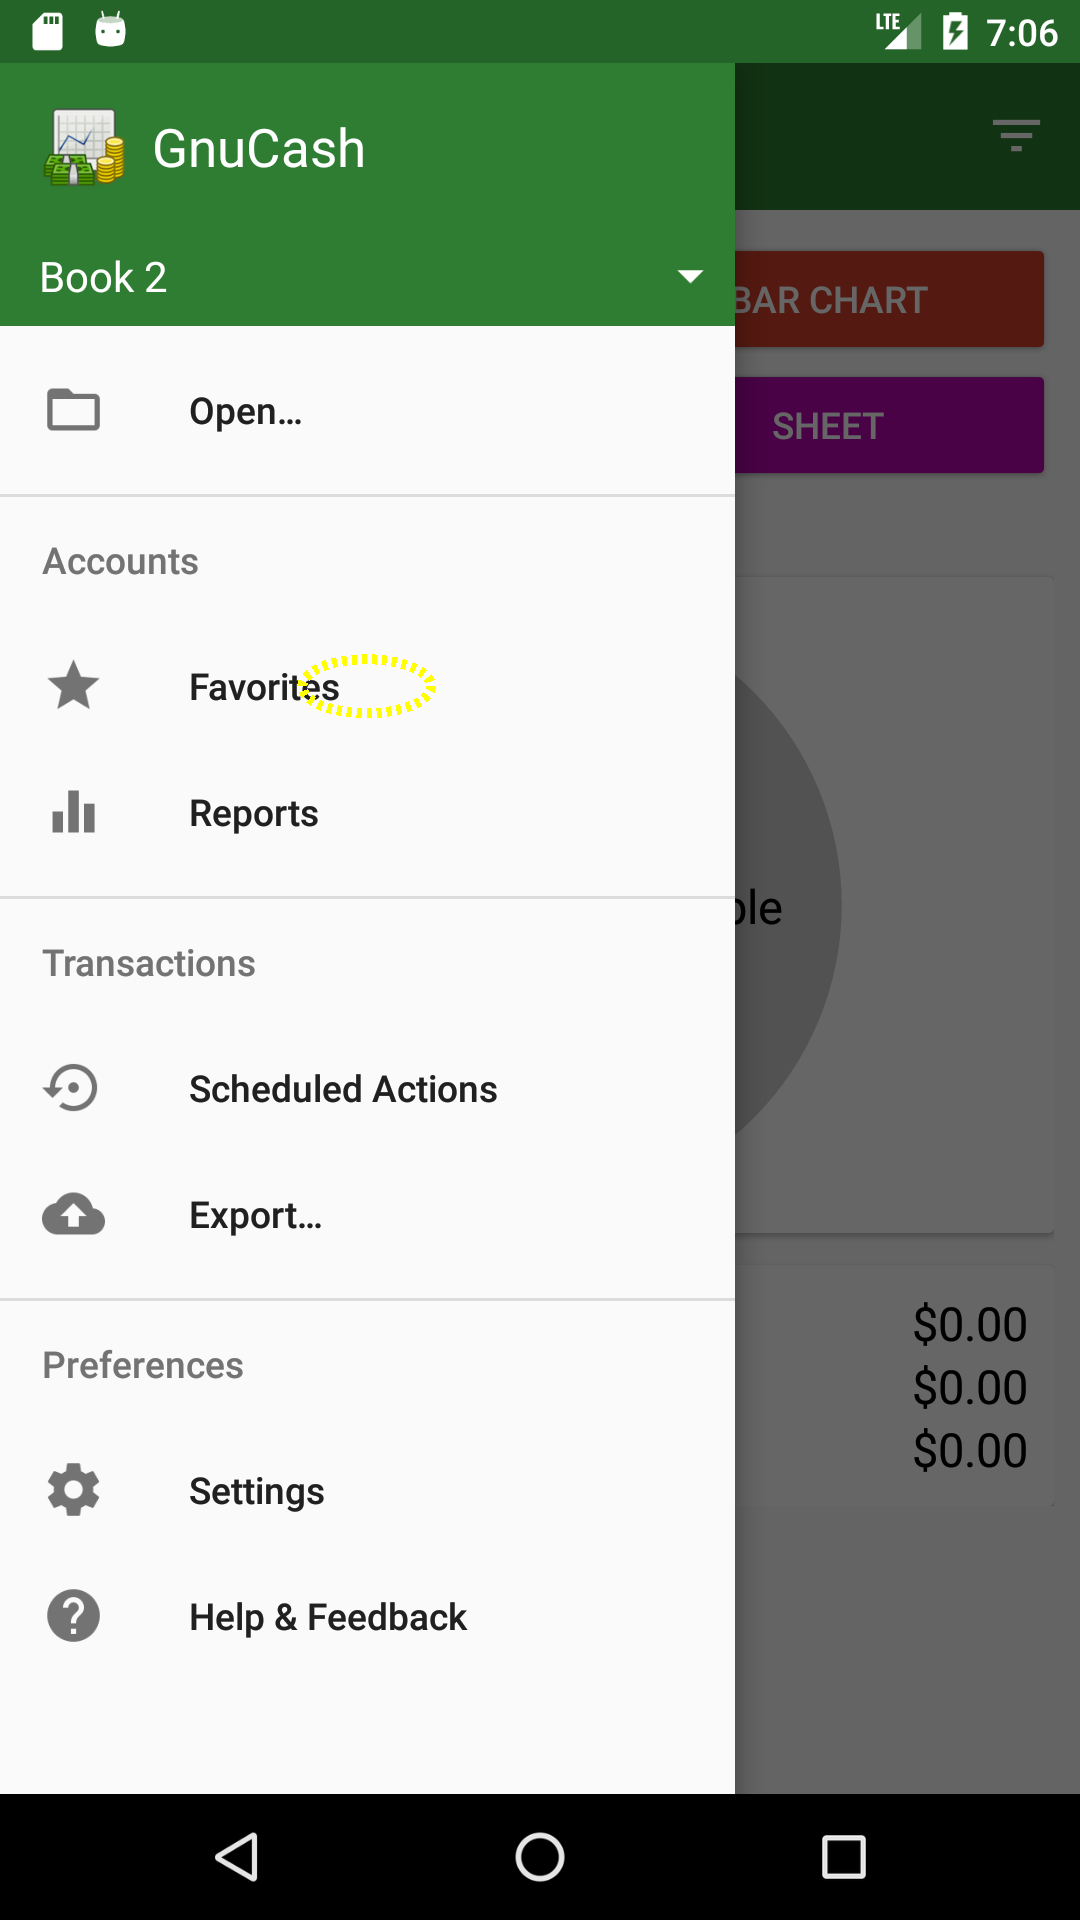 LTE 7:06
GnuCash
Book 2
BAR CHART
Open...
SHEET
Accounts
Favorites
Reports
ble
Transactions
Scheduled Actions
Export...
$0.00
Preferences
$0.00
$0.00
Settings
Help & Feedback